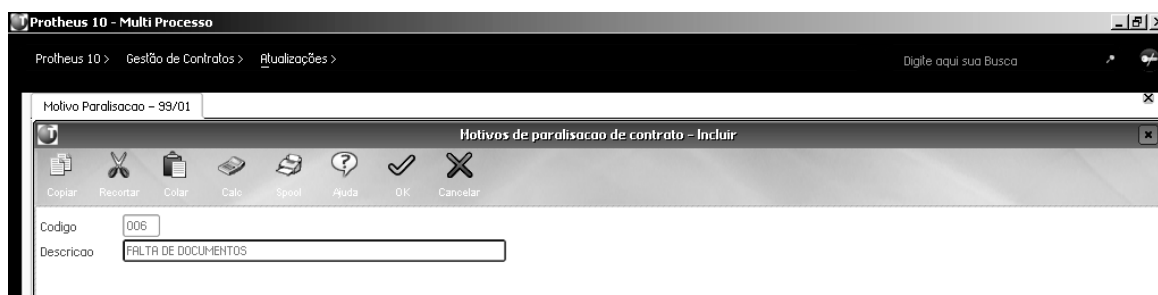 Protheus 10 - Multi Processo
Protheus 10 > Gestão de Contratos > Atualizações >
Digite aqui sua Busca
Motivo Paralisacao - 99/01
Motivos de paralisacao de contrato - Incluir
Copiar Recortar Colar Calc Spool Ajuda OK Cancelar
Codigo 006
Descricao FALTA DE DOCUMENTOS